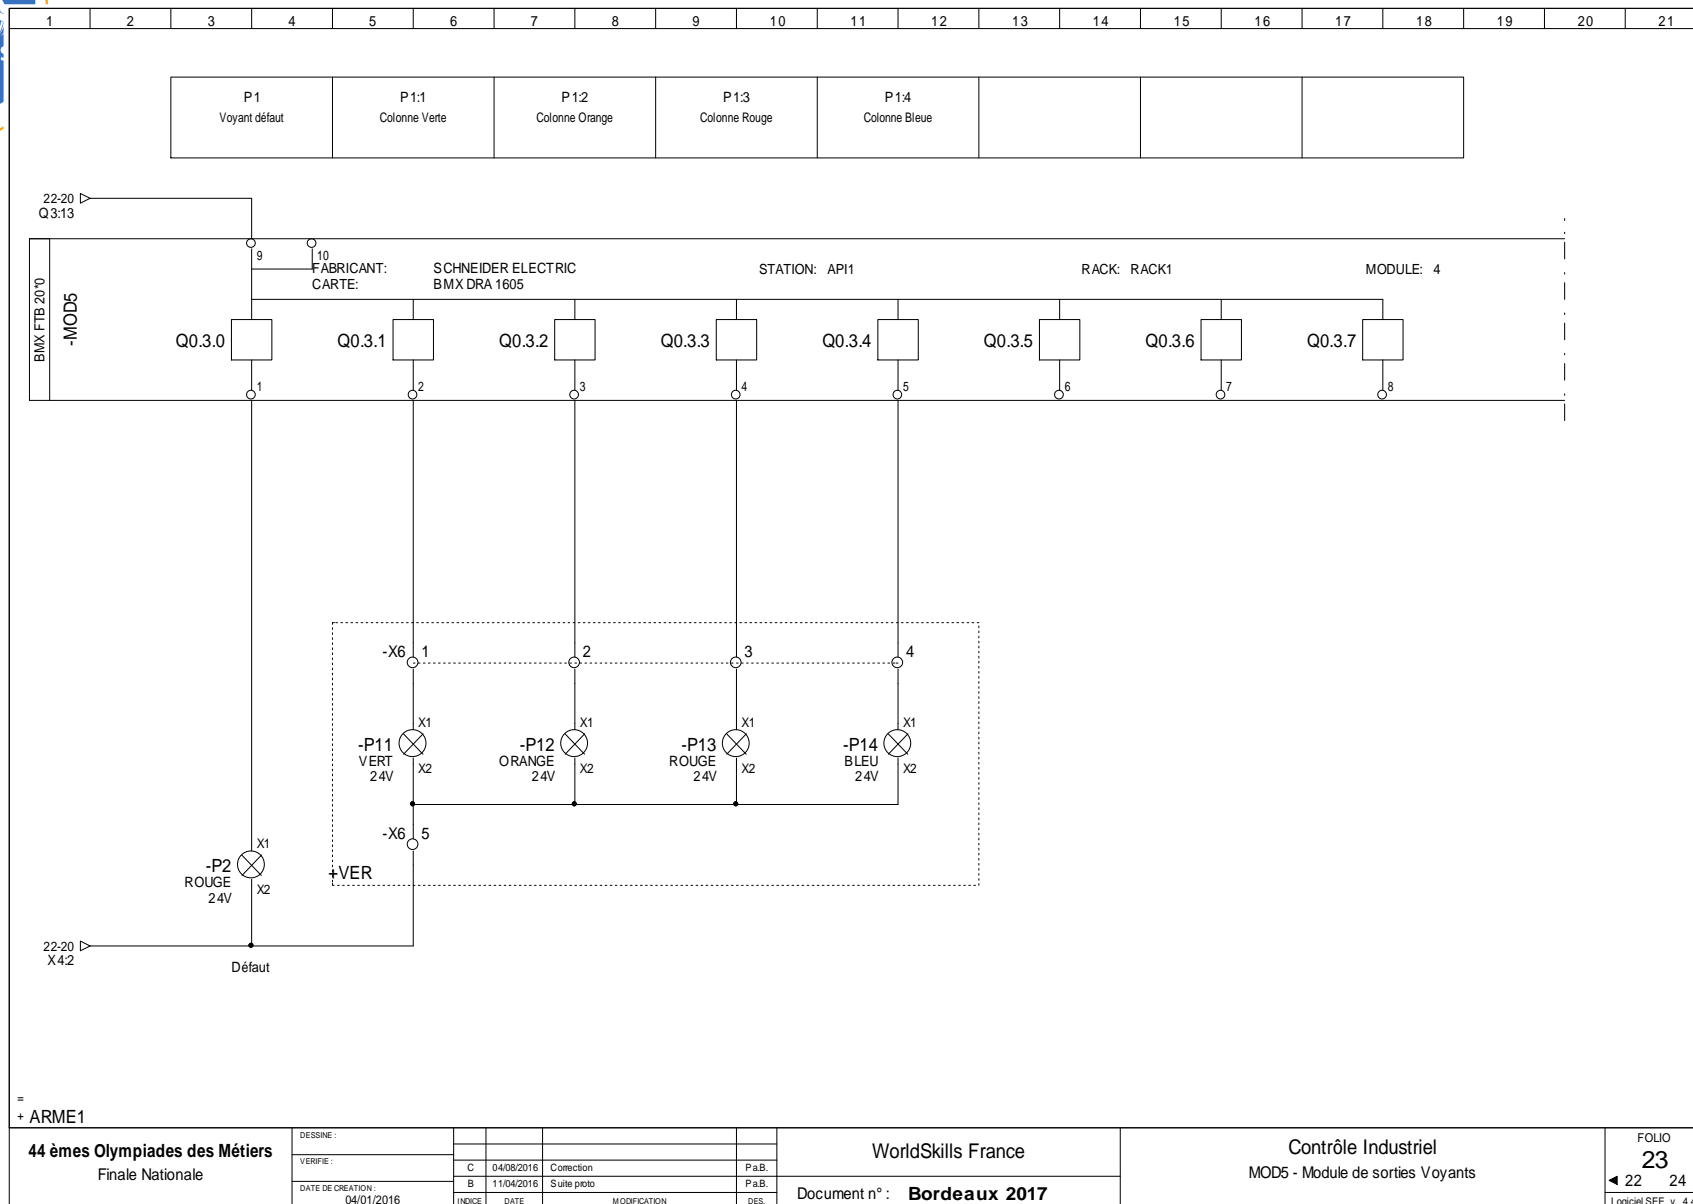 1 2 3 4 5 6 7 8 9 10 11 12 13 14 15 16 17 18 19 20 21
P1 P1:1 P1:2 P1:3 P1:4
Voyant défaut Colonne Verte Colonne Orange Colonne Rouge Colonne Bleue
22-20
Q3:13
9 10
FABRICANT: SCHNEIDER ELECTRIC STATION: API1 RACK: RACK1 MODULE: 4
CARTE: BMX DRA 1605
BMX FTB 20*0
-MOD5
Q0.3.0 Q0.3.1 Q0.3.2 Q0.3.3 Q0.3.4 Q0.3.5 Q0.3.6 Q0.3.7
1 2 3 4 5 6 7 8
-X6 1 2 3 4
X1 X1 X1 X1
-P11 -P12 -P13 -P14
VERT ORANGE ROUGE BLEU
X2 X2 X2 X2
24V 24V 24V 24V
-X6 5
X1
-P2
+VER
ROUGE
X2
24V
22-20
X4:2
Défaut
=
+ ARME1
44 èmes Olympiades des Métiers
Finale Nationale
DESSINE :
VERIFIE :
DATE DE CREATION :
04/01/2016
C 04/08/2016 Correction Pa.B.
B 11/04/2016 Suite proto Pa.B.
INDICE DATE MODIFICATION DES.
WorldSkills France
Document n° : Bordeaux 2017
Contrôle Industriel
MOD5 - Module de sorties Voyants
FOLIO
23
22 24
Logiciel SEE v. 4.4